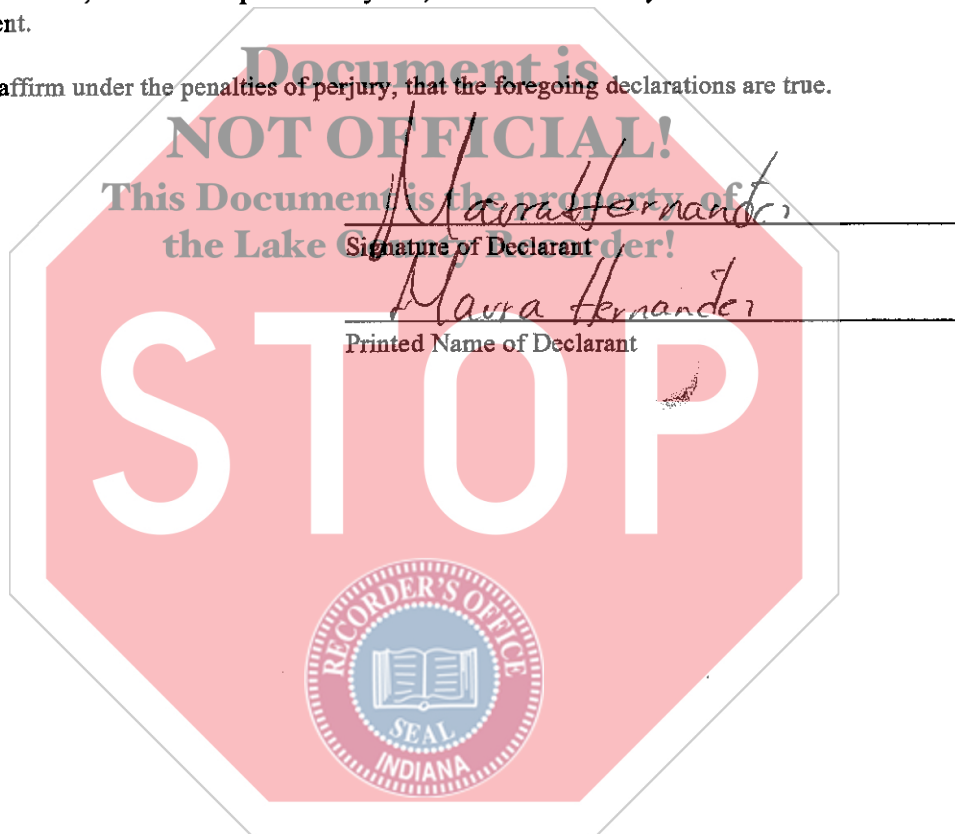 ent.
Document is
affirm under the penalties of perjury, that the foregoing declarations are true.
NOT OFFICIAL!
This Document is the property of
Maura Hernandez
the Lake County Recorder!
Signature of Declarant
Maura Hernandez
Printed Name of Declarant
STOP
RECORDER'S OFFICE
SEAL
INDIANA